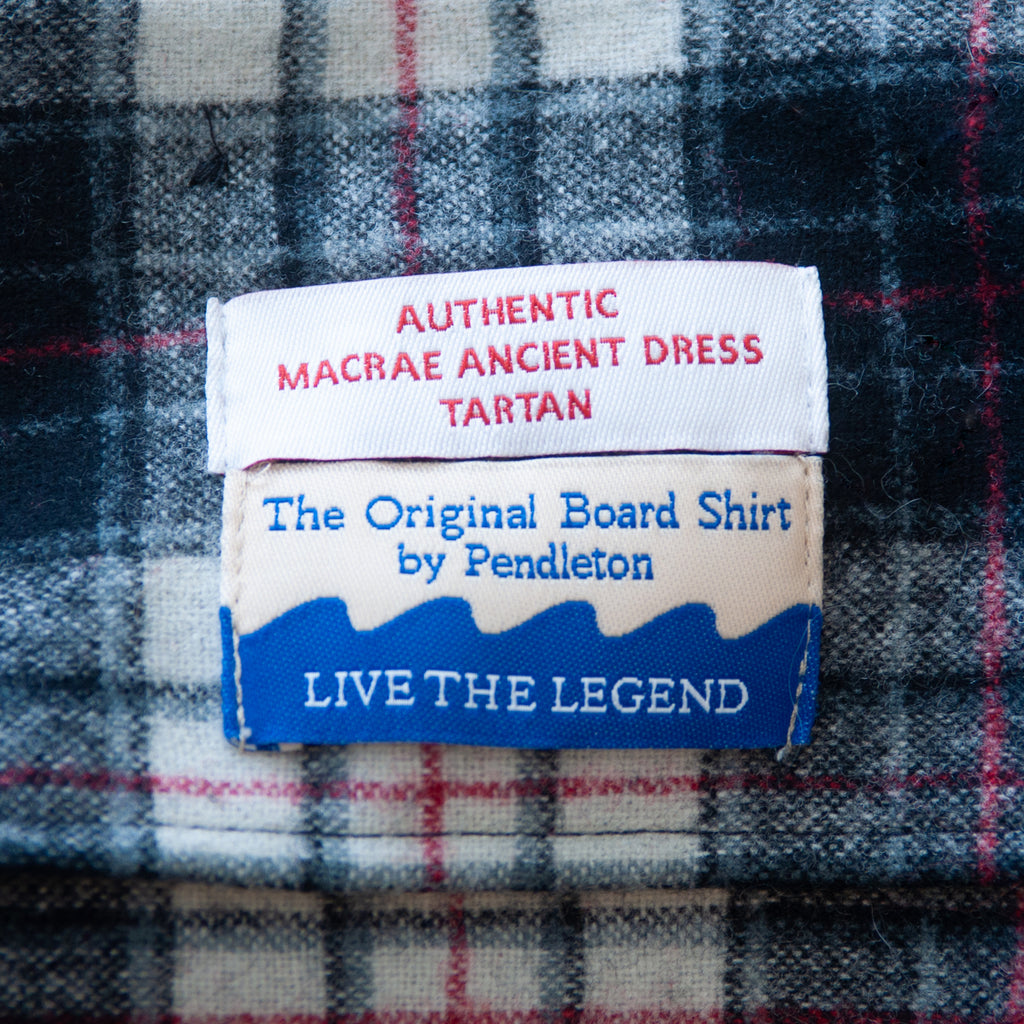 AUTHENTIC
MACRAE ANCIENT DRESS
TARTAN
The Original Board Shirt
by Pendleton
LIVE THE LEGEND